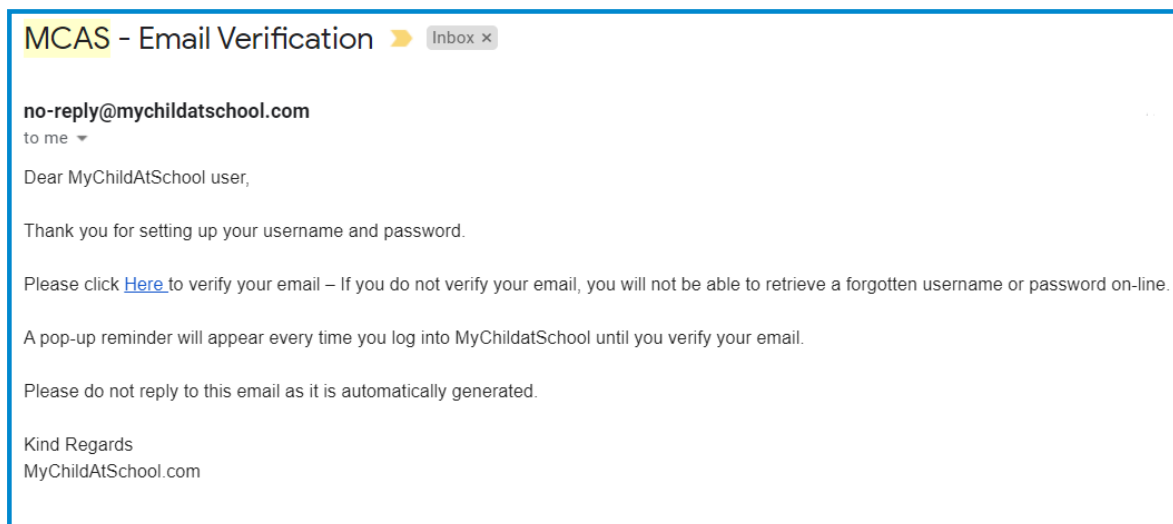 MCAS - Email Verification Inbox ×
no-reply@mychildatschool.com
to me
Dear MyChildAtSchool user,
Thank you for setting up your username and password.
Please click Here to verify your email – If you do not verify your email, you will not be able to retrieve a forgotten username or password on-line.
A pop-up reminder will appear every time you log into MyChildatSchool until you verify your email.
Please do not reply to this email as it is automatically generated.
Kind Regards
MyChildAtSchool.com